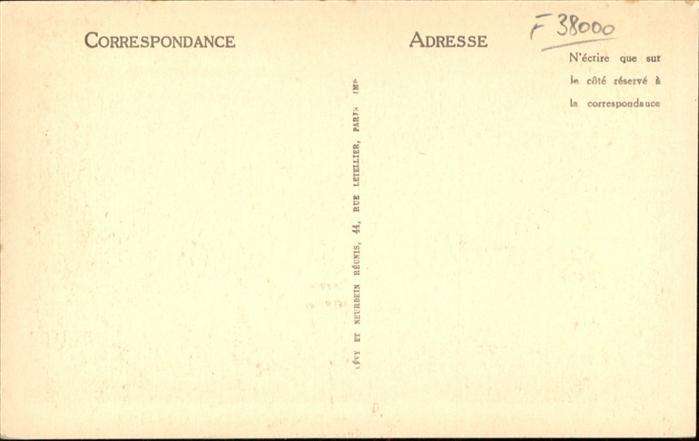 CORRESPONDANCE
ADRESSE
F 38000
N'écrire que sur
le côté réservé à
la correspondance
LÉVY ET NEURDEIN RÉUNIS, 44, RUE LETELLIER, PARIS IMP